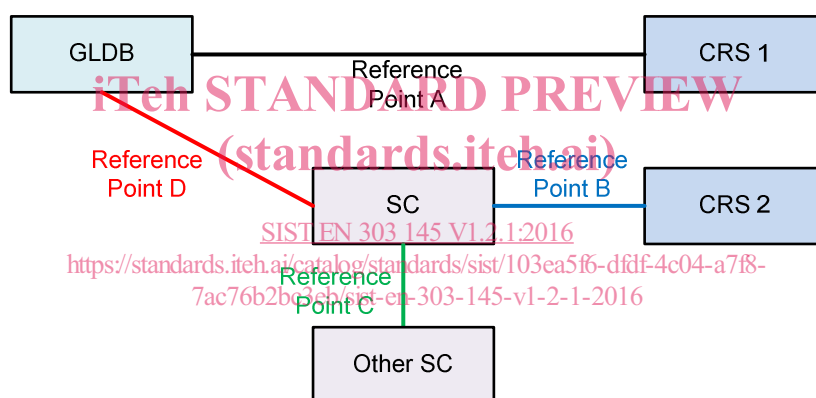 GLDB
CRS 1
Reference
Point A
iTeh STANDARD PREVIEW
(standards.iteh.ai)
Reference
Point D
Reference
Point B
SC
CRS 2
SIST EN 303 145 V1.2.1:2016
https://standards.iteh.ai/catalog/standards/sist/103ea5f6-dfdf-4c04-a7f8-
7ac76b2bc3eb/sist-en-303-145-v1-2-1-2016
Reference
Point C
Other SC